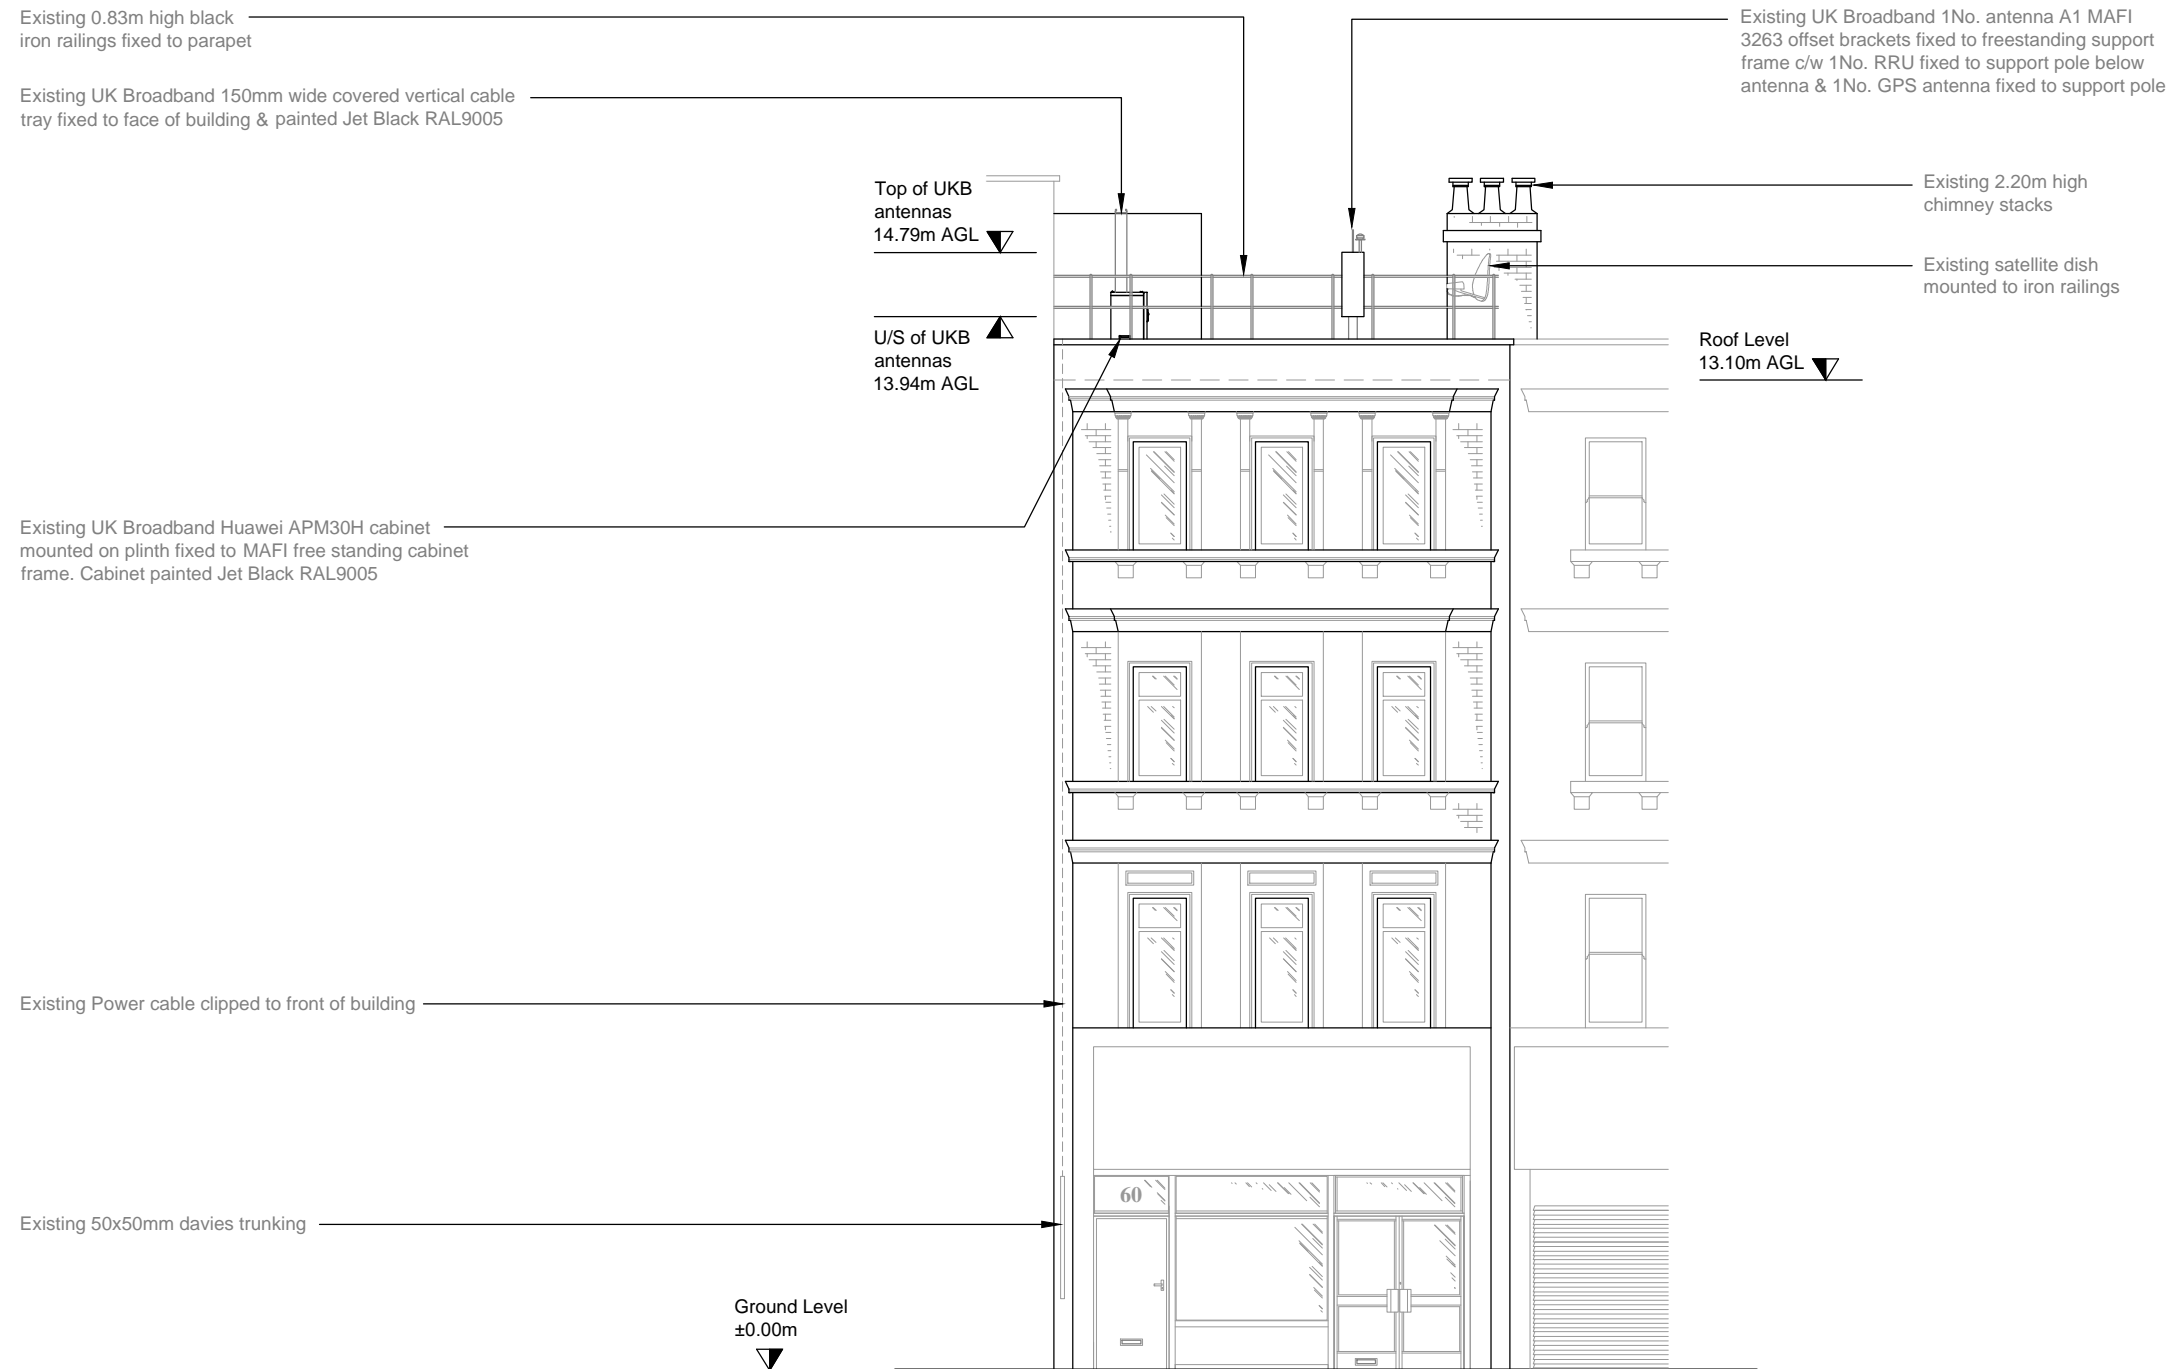 Existing 0.83m high black
iron railings fixed to parapet
Existing UK Broadband 150mm wide covered vertical cable
tray fixed to face of building & painted Jet Black RAL9005
Existing UK Broadband 1No. antenna A1 MAFI
3263 offset brackets fixed to freestanding support
frame c/w 1No. RRU fixed to support pole below
antenna & 1No. GPS antenna fixed to support pole
Top of UKB
antennas
14.79m AGL
Existing 2.20m high
chimney stacks
Existing satellite dish
mounted to iron railings
U/S of UKB
antennas
13.94m AGL
Roof Level
13.10m AGL
Existing UK Broadband Huawei APM30H cabinet
mounted on plinth fixed to MAFI free standing cabinet
frame. Cabinet painted Jet Black RAL9005
Existing Power cable clipped to front of building
60
Existing 50x50mm davies trunking
Ground Level
±0.00m